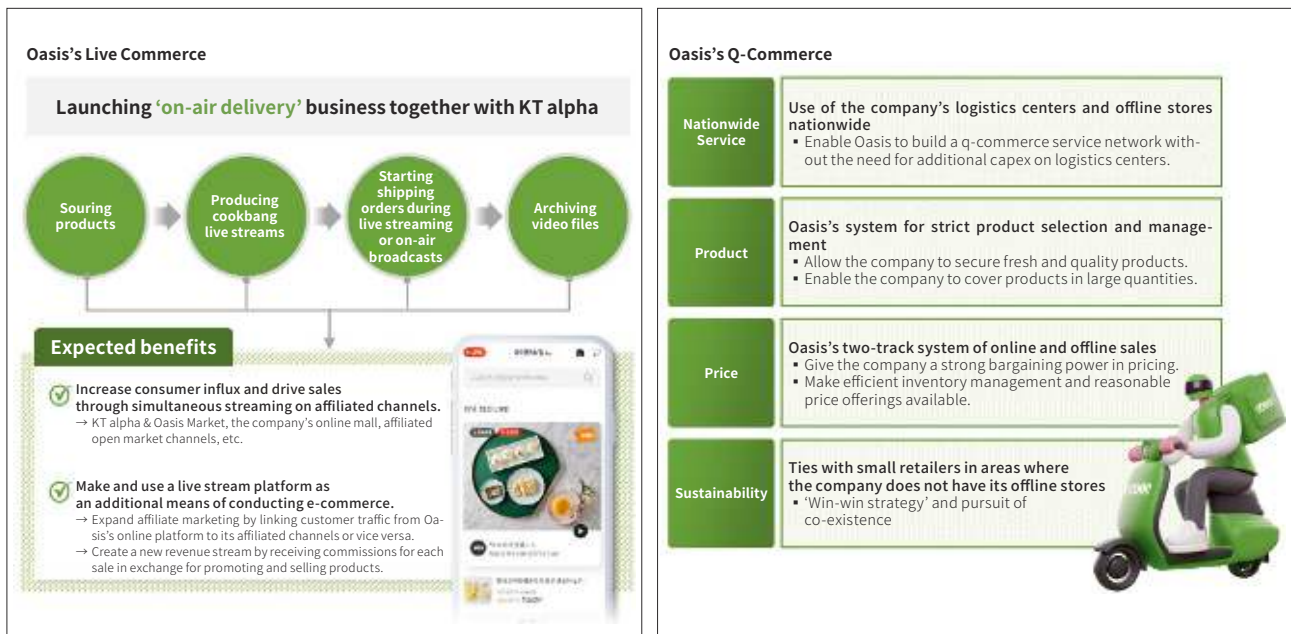 Oasis's Live Commerce
Launching 'on-air delivery' business together with KT alpha
Souring
products
Producing
cookbang
live streams
Starting
shipping
orders during
live streaming
or on-air
broadcasts
Archiving
video files
Expected benefits
Increase consumer influx and drive sales
through simultaneous streaming on affiliated channels.
→ KT alpha & Oasis Market, the company's online mall, affiliated
open market channels, etc.
Make and use a live stream platform as
an additional means of conducting e-commerce.
→ Expand affiliate marketing by linking customer traffic from Oa-
sis's online platform to its affiliated channels or vice versa.
→ Create a new revenue stream by receiving commissions for each
sale in exchange for promoting and selling products.
Oasis's Q-Commerce
Nationwide
Service
Use of the company's logistics centers and offline stores
nationwide
▪ Enable Oasis to build a q-commerce service network with-
out the need for additional capex on logistics centers.
Product
Oasis's system for strict product selection and manage-
ment
▪ Allow the company to secure fresh and quality products.
▪ Enable the company to cover products in large quantities.
Price
Oasis's two-track system of online and offline sales
▪ Give the company a strong bargaining power in pricing.
▪ Make efficient inventory management and reasonable
price offerings available.
Sustainability
Ties with small retailers in areas where
the company does not have its offline stores
▪ 'Win-win strategy' and pursuit of
co-existence